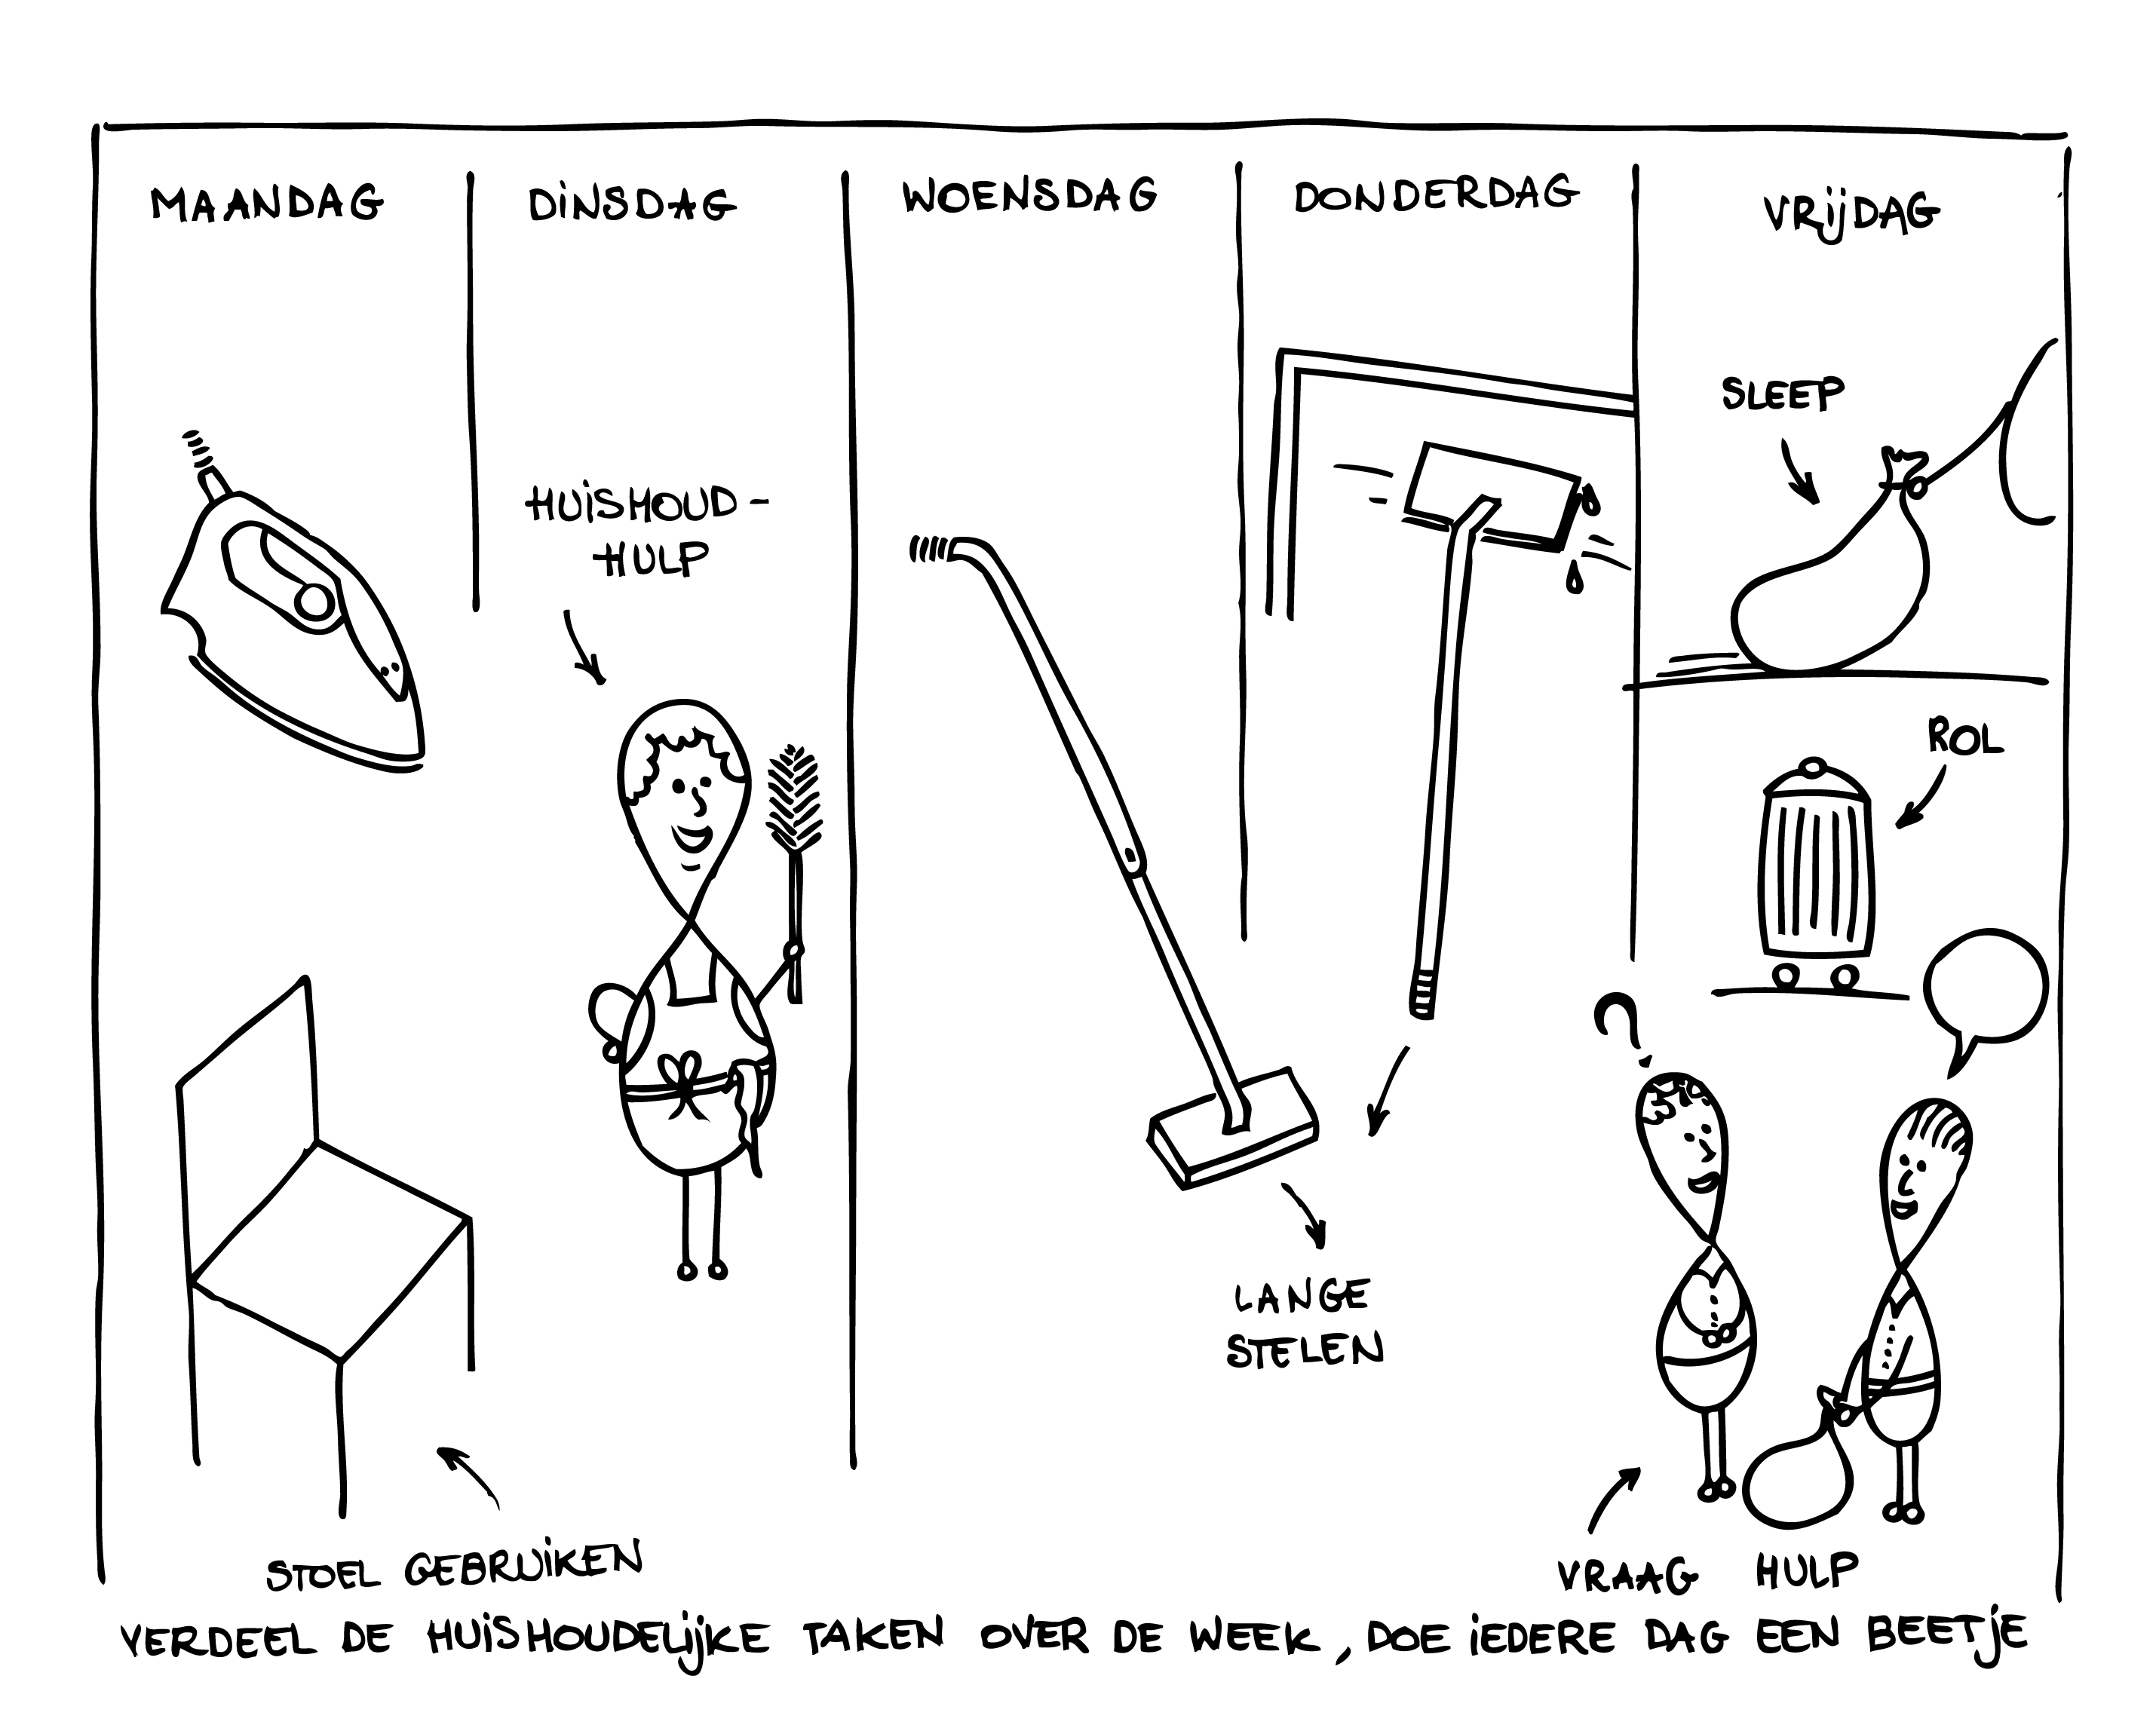 MAANDAG
DiNSDAG
WOENSDAG
DONDERDAG
VRijDAG
HUiSHOUD-
HULP
SLEEP
ROL
LANGE
STELEN
STOEL GEBRUiKEN
VRAAG HULP
VERDEEL DE HUiSHOUDELijKE TAKEN OVER DE WEEK, DOE iEDERE DAG EEN BEETjE